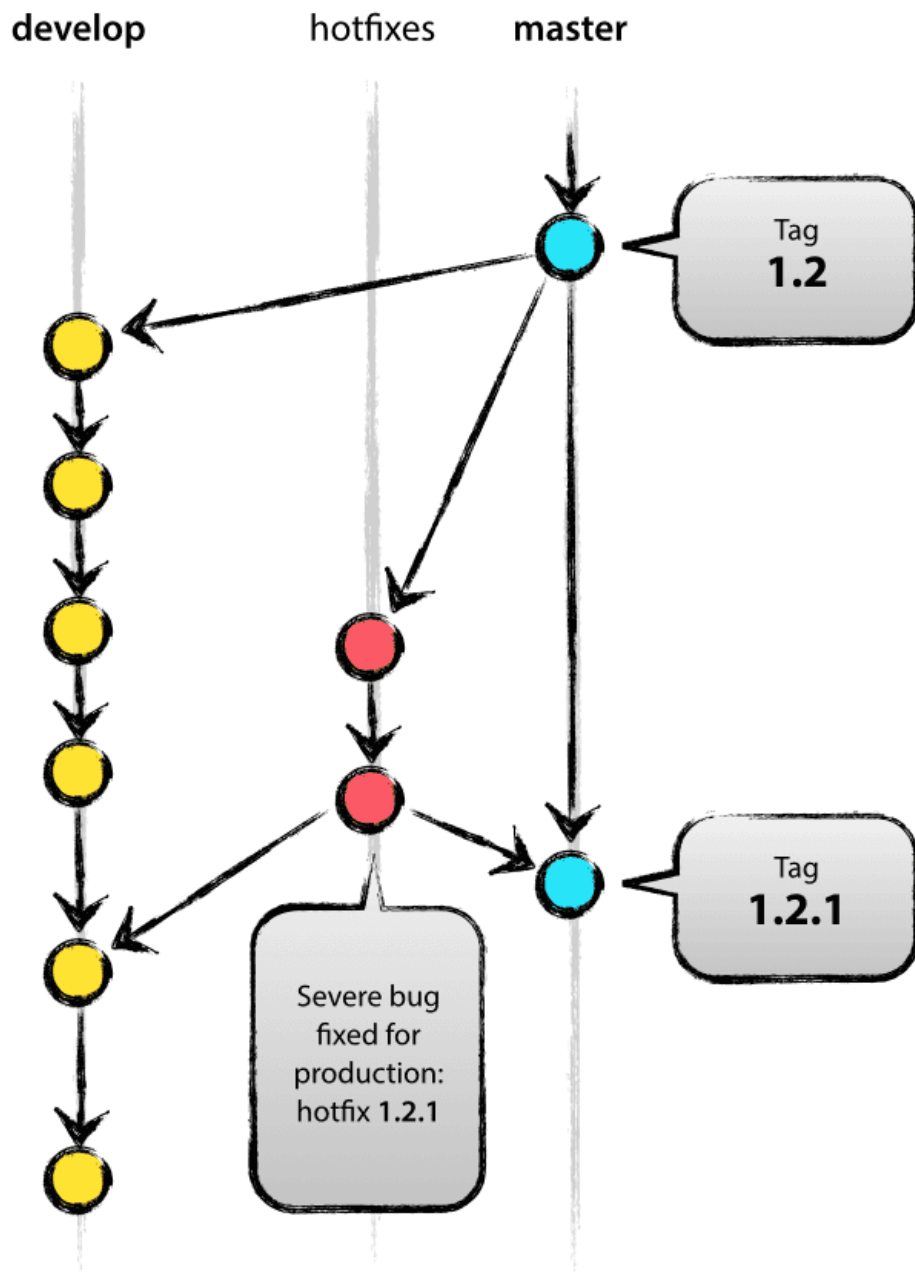 develop hotfixes master
Tag
1.2
Tag
1.2.1
Severe bug
fixed for
production:
hotfix 1.2.1